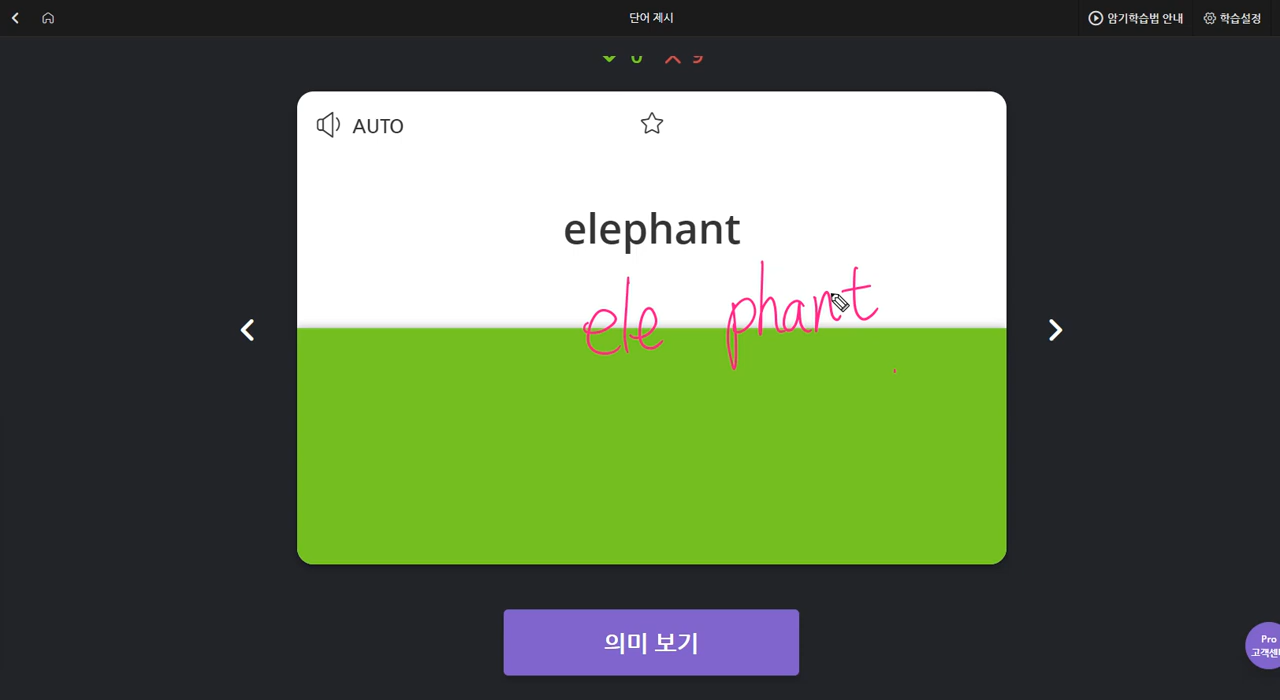 단어 제시
암기학습법 안내
학습설정
AUTO
elephant
ele phant
의미 보기
Pro